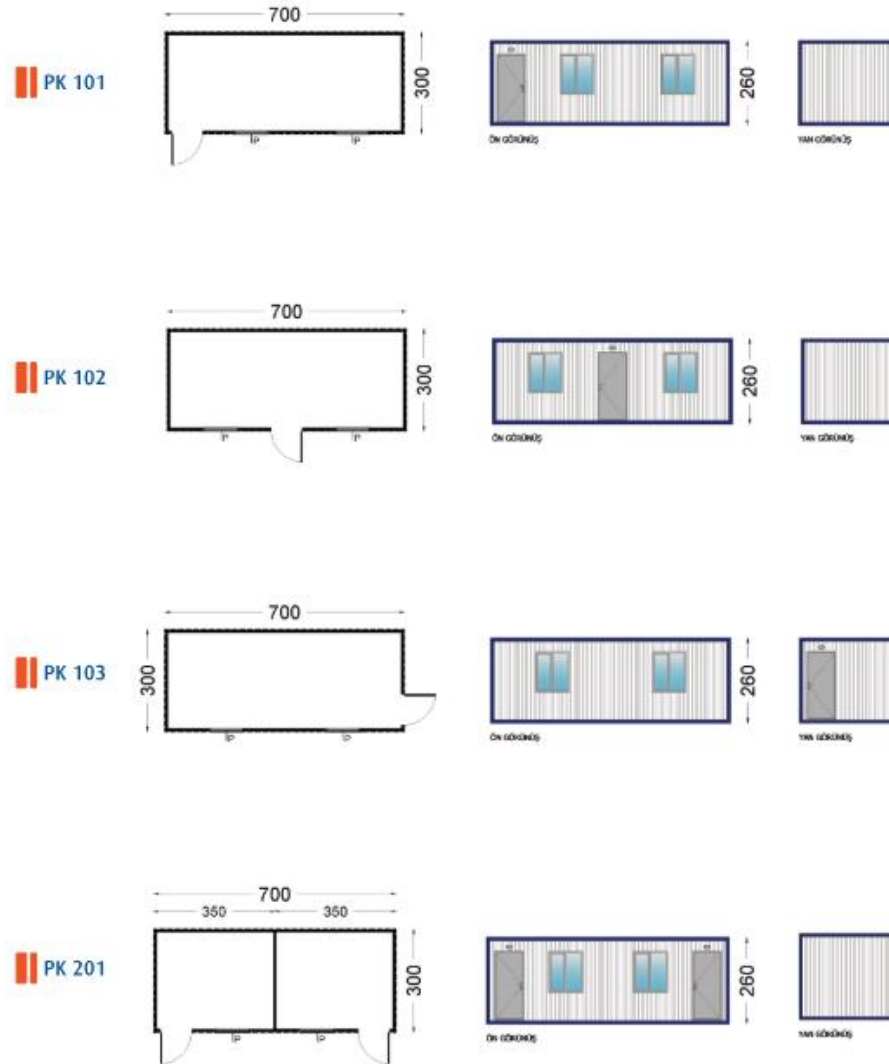 700
PK 101
300
260
ÖN GÖRÜNÜŞ
YAN GÖRÜNÜŞ
P
P
700
PK 102
300
260
ÖN GÖRÜNÜŞ
YAN GÖRÜNÜŞ
P
P
700
PK 103
300
260
ÖN GÖRÜNÜŞ
YAN GÖRÜNÜŞ
P
P
700
350
350
PK 201
300
260
ÖN GÖRÜNÜŞ
YAN GÖRÜNÜŞ
P
P